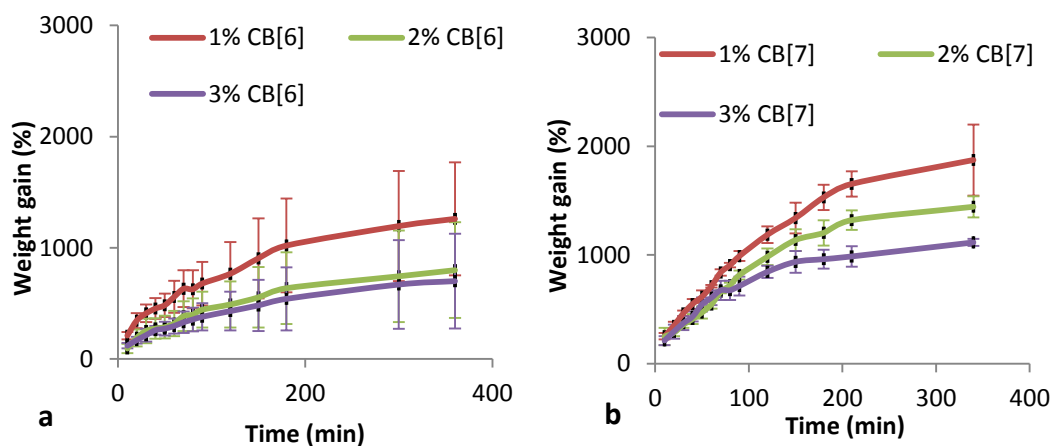 3000
1% CB[6]
2% CB[6]
3% CB[6]
2000
1000
0
Weight gain (%)
0
200
400
a
Time (min)
3000
1% CB[7]
2% CB[7]
3% CB[7]
2000
1000
0
Weight gain (%)
0
100
200
300
400
b
Time (min)